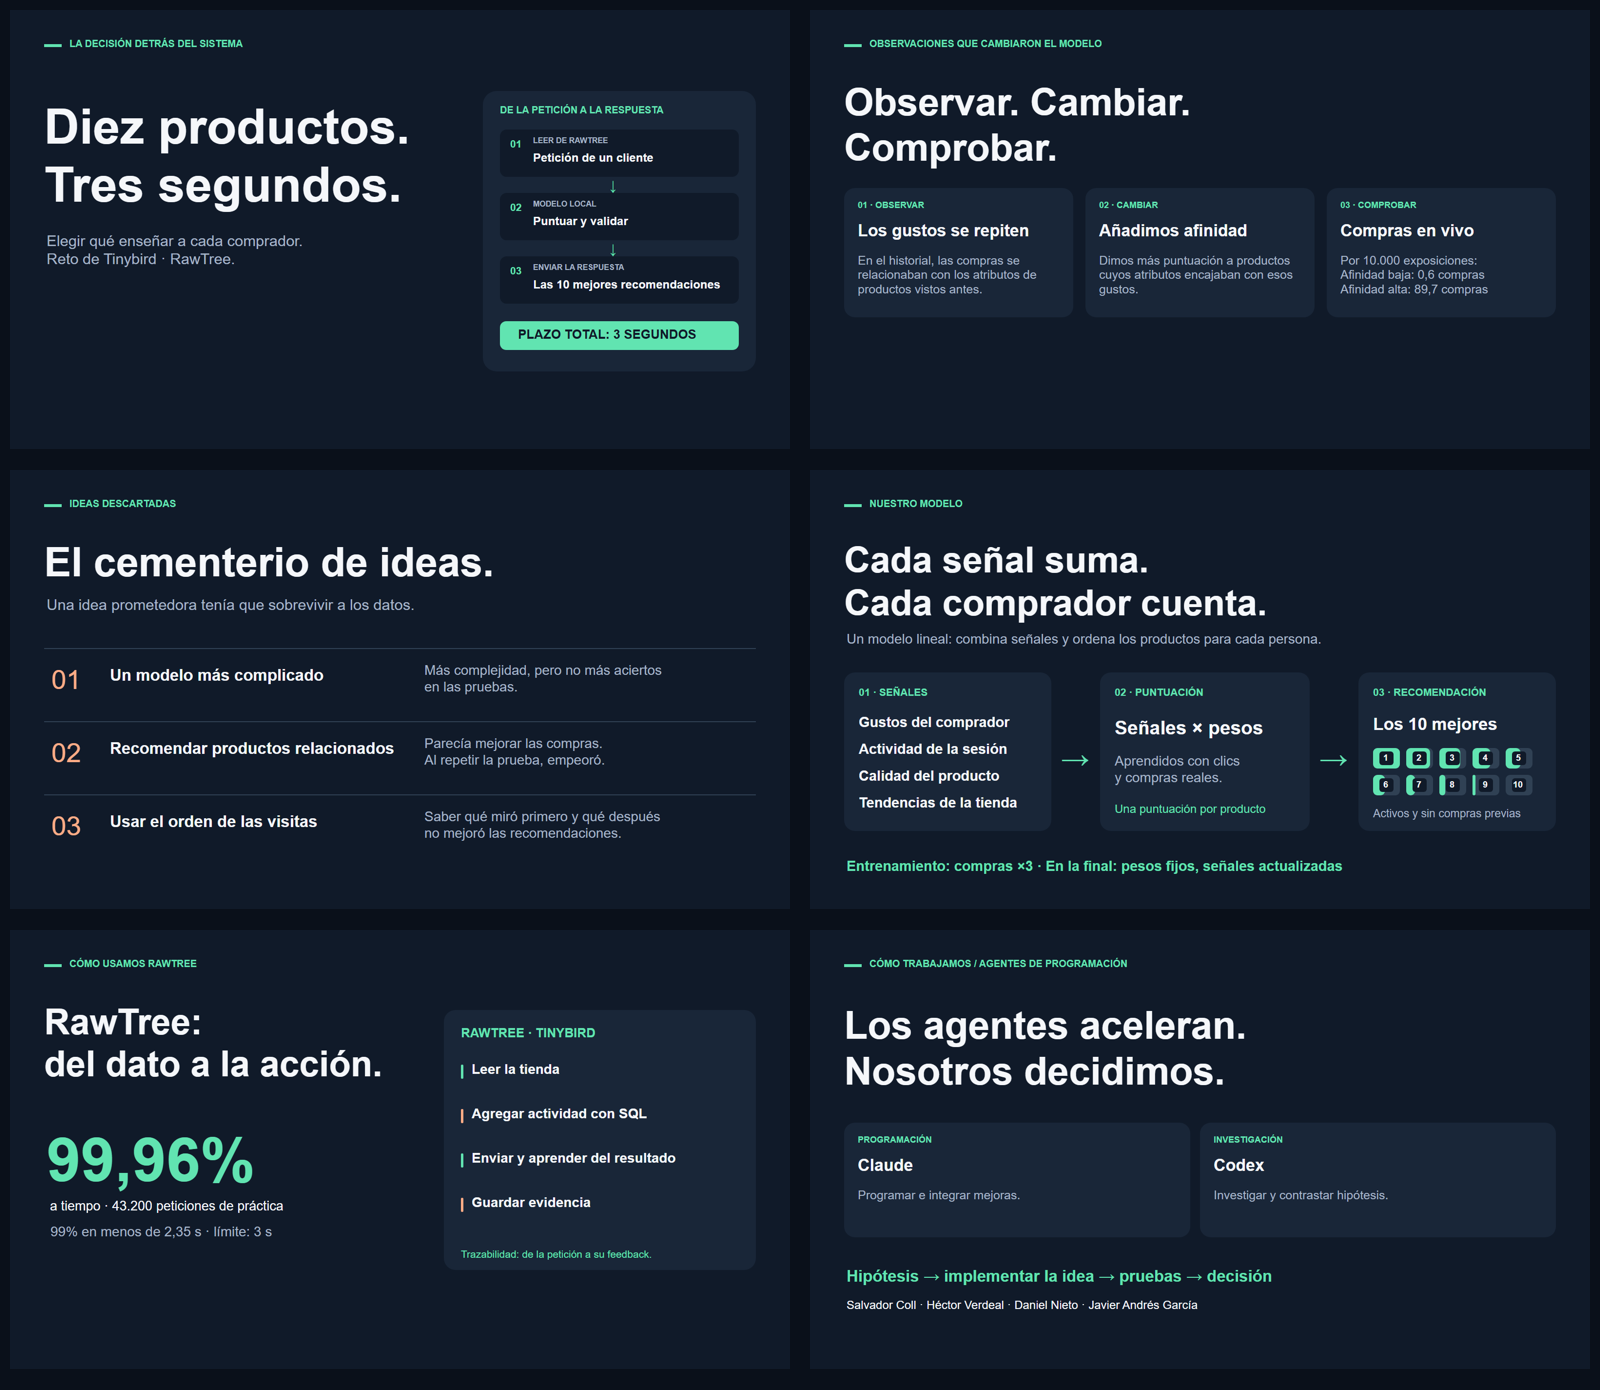 LA DECISIÓN DETRÁS DEL SISTEMA
Diez productos.
Tres segundos.
Elegir qué enseñar a cada comprador.
Reto de Tinybird · RawTree.
DE LA PETICIÓN A LA RESPUESTA
01
LEER DE RAWTREE
Petición de un cliente
↓
02
MODELO LOCAL
Puntuar y validar
↓
03
ENVIAR LA RESPUESTA
Las 10 mejores recomendaciones
PLAZO TOTAL: 3 SEGUNDOS
OBSERVACIONES QUE CAMBIARON EL MODELO
Observar. Cambiar.
Comprobar.
01 · OBSERVAR
Los gustos se repiten
En el historial, las compras se
relacionaban con los atributos de
productos vistos antes.
02 · CAMBIAR
Añadimos afinidad
Dimos más puntuación a productos
cuyos atributos encajaban con esos
gustos.
03 · COMPROBAR
Compras en vivo
Por 10.000 exposiciones:
Afinidad baja: 0,6 compras
Afinidad alta: 89,7 compras
IDEAS DESCARTADAS
El cementerio de ideas.
Una idea prometedora tenía que sobrevivir a los datos.
01
Un modelo más complicado
Más complejidad, pero no más aciertos
en las pruebas.
02
Recomendar productos relacionados
Parecía mejorar las compras.
Al repetir la prueba, empeoró.
03
Usar el orden de las visitas
Saber qué miró primero y qué después
no mejoró las recomendaciones.
NUESTRO MODELO
Cada señal suma.
Cada comprador cuenta.
Un modelo lineal: combina señales y ordena los productos para cada persona.
01 · SEÑALES
Gustos del comprador
Actividad de la sesión
Calidad del producto
Tendencias de la tienda
→
02 · PUNTUACIÓN
Señales × pesos
Aprendidos con clics
y compras reales.
Una puntuación por producto
→
03 · RECOMENDACIÓN
Los 10 mejores
1 2 3 4 5
6 7 8 9 10
Activos y sin compras previas
Entrenamiento: compras ×3 · En la final: pesos fijos, señales actualizadas
CÓMO USAMOS RAWTREE
RawTree:
del dato a la acción.
99,96%
a tiempo · 43.200 peticiones de práctica
99% en menos de 2,35 s · límite: 3 s
RAWTREE · TINYBIRD
Leer la tienda
Agregar actividad con SQL
Enviar y aprender del resultado
Guardar evidencia
Trazabilidad: de la petición a su feedback.
CÓMO TRABAJAMOS / AGENTES DE PROGRAMACIÓN
Los agentes aceleran.
Nosotros decidimos.
PROGRAMACIÓN
Claude
Programar e integrar mejoras.
INVESTIGACIÓN
Codex
Investigar y contrastar hipótesis.
Hipótesis → implementar la idea → pruebas → decisión
Salvador Coll · Héctor Verdeal · Daniel Nieto · Javier Andrés García